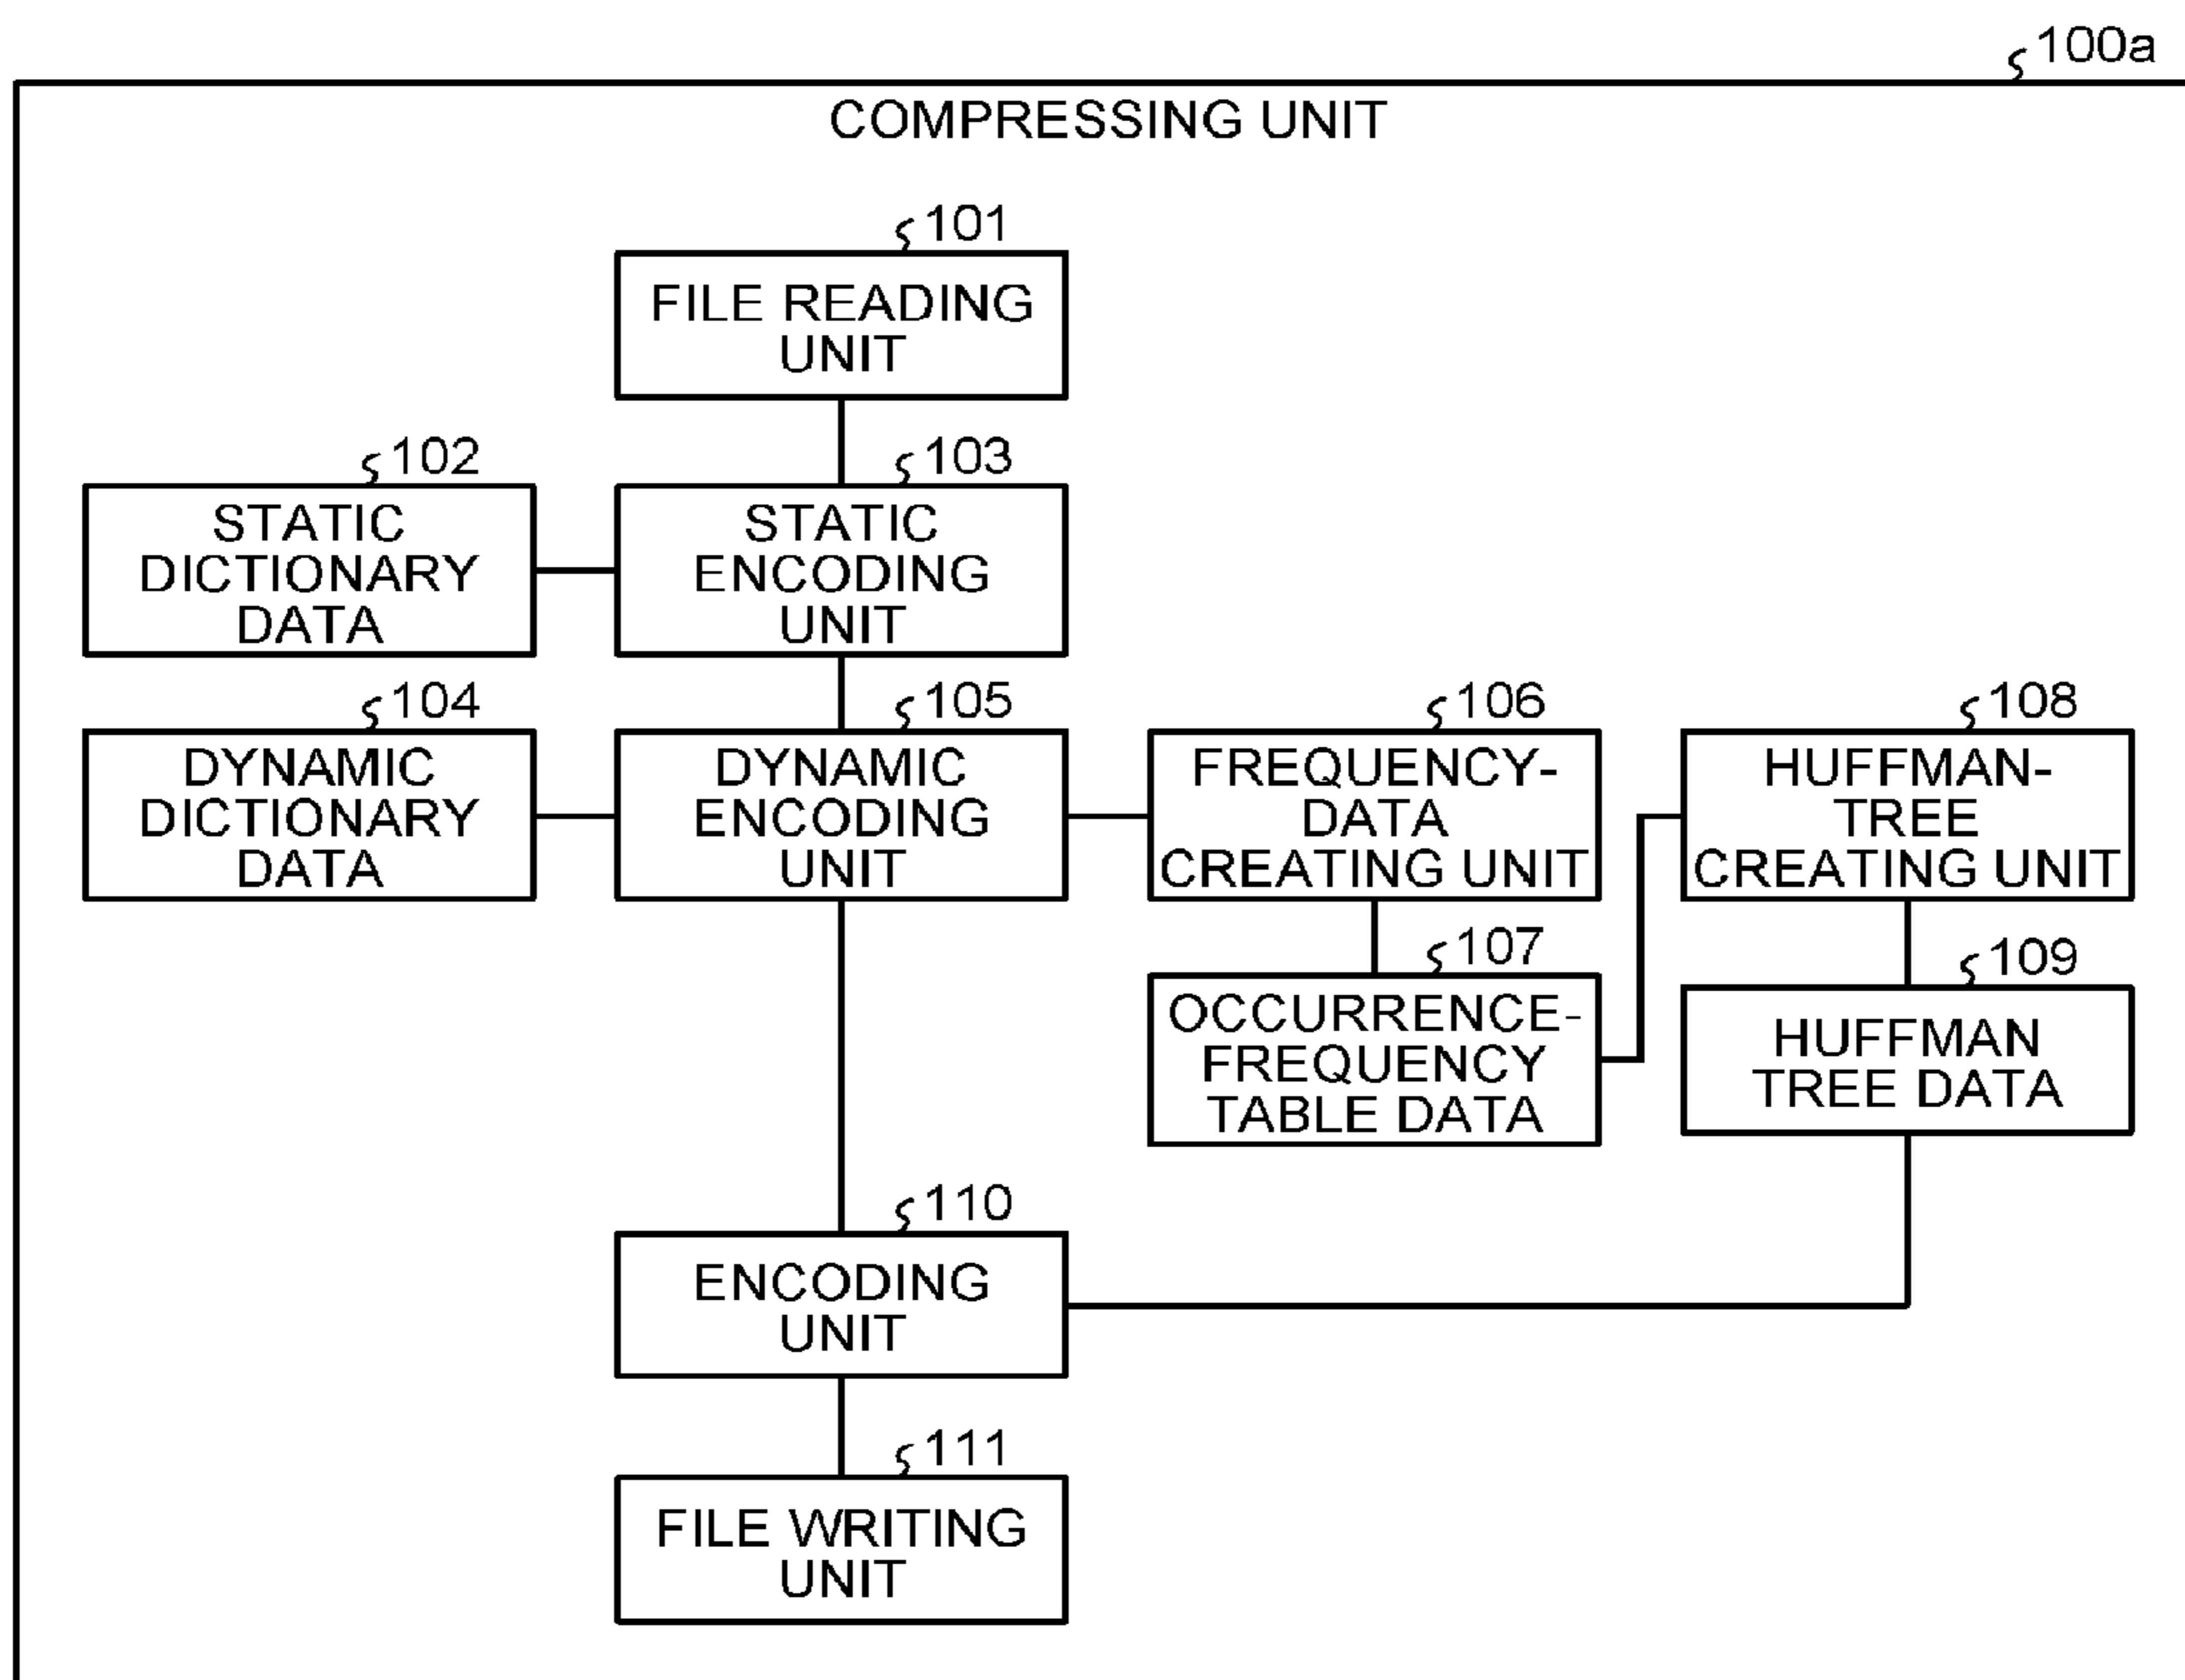 100a
COMPRESSING UNIT
101
FILE READING
UNIT
102
STATIC
DICTIONARY
DATA
103
STATIC
ENCODING
UNIT
104
DYNAMIC
DICTIONARY
DATA
105
DYNAMIC
ENCODING
UNIT
106
FREQUENCY-
DATA
CREATING UNIT
108
HUFFMAN-
TREE
CREATING UNIT
107
OCCURRENCE-
FREQUENCY
TABLE DATA
109
HUFFMAN
TREE DATA
110
ENCODING
UNIT
111
FILE WRITING
UNIT